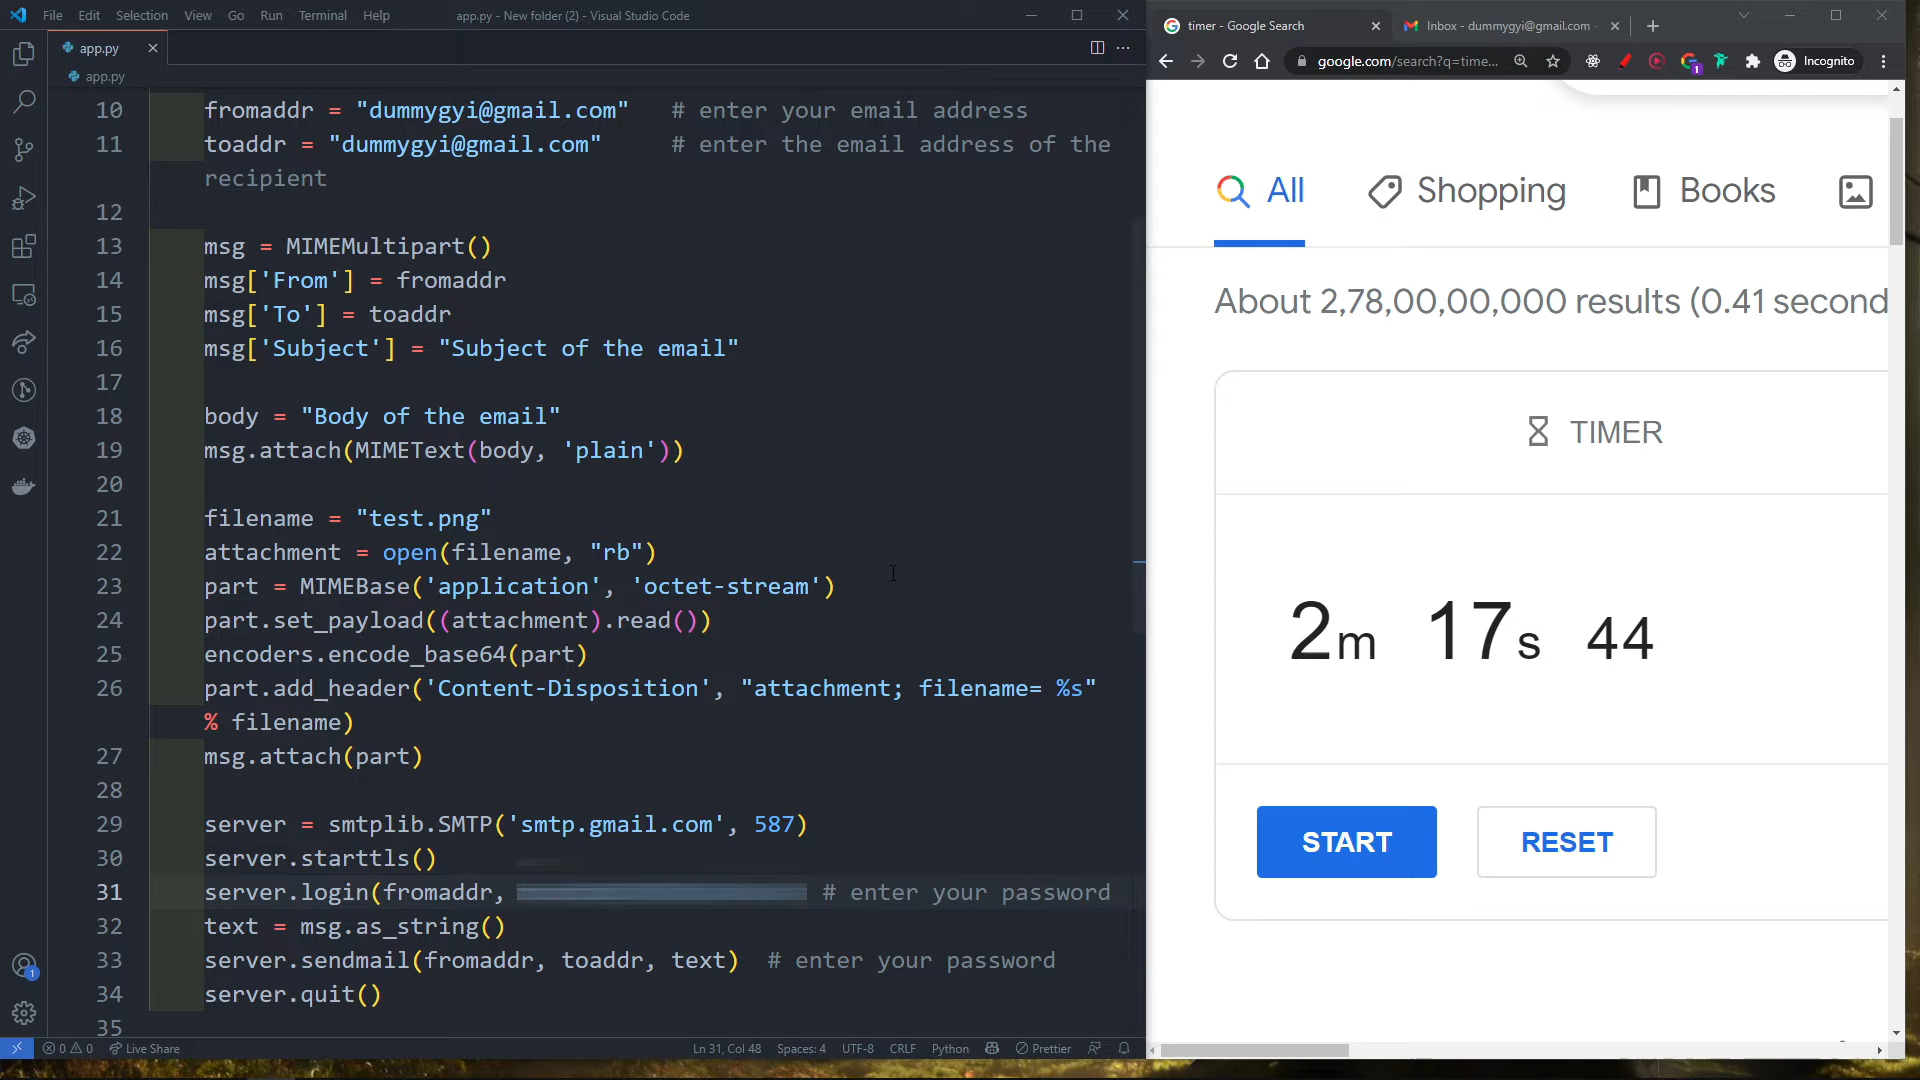 File Edit Selection View Go Run Terminal Help
app.py - New folder (2) - Visual Studio Code
app.py
app.py
10 fromaddr = "dummygyi@gmail.com" # enter your email address
11 toaddr = "dummygyi@gmail.com" # enter the email address of the
recipient
12
13 msg = MIMEMultipart()
14 msg['From'] = fromaddr
15 msg['To'] = toaddr
16 msg['Subject'] = "Subject of the email"
17
18 body = "Body of the email"
19 msg.attach(MIMEText(body, 'plain'))
20
21 filename = "test.png"
22 attachment = open(filename, "rb")
23 part = MIMEBase('application', 'octet-stream')
24 part.set_payload((attachment).read())
25 encoders.encode_base64(part)
26 part.add_header('Content-Disposition', "attachment; filename= %s"
% filename)
27 msg.attach(part)
28
29 server = smtplib.SMTP('smtp.gmail.com', 587)
30 server.starttls()
31 server.login(fromaddr, # enter your password
32 text = msg.as_string()
33 server.sendmail(fromaddr, toaddr, text) # enter your password
34 server.quit()
35
0 0 Live Share Ln 31, Col 48 Spaces: 4 UTF-8 CRLF Python Prettier
1
timer - Google Search
Inbox - dummygyi@gmail.com -
google.com/search?q=time...
1
Incognito
All Shopping Books
About 2,78,00,00,000 results (0.41 second
TIMER
2m 17s 44
START RESET